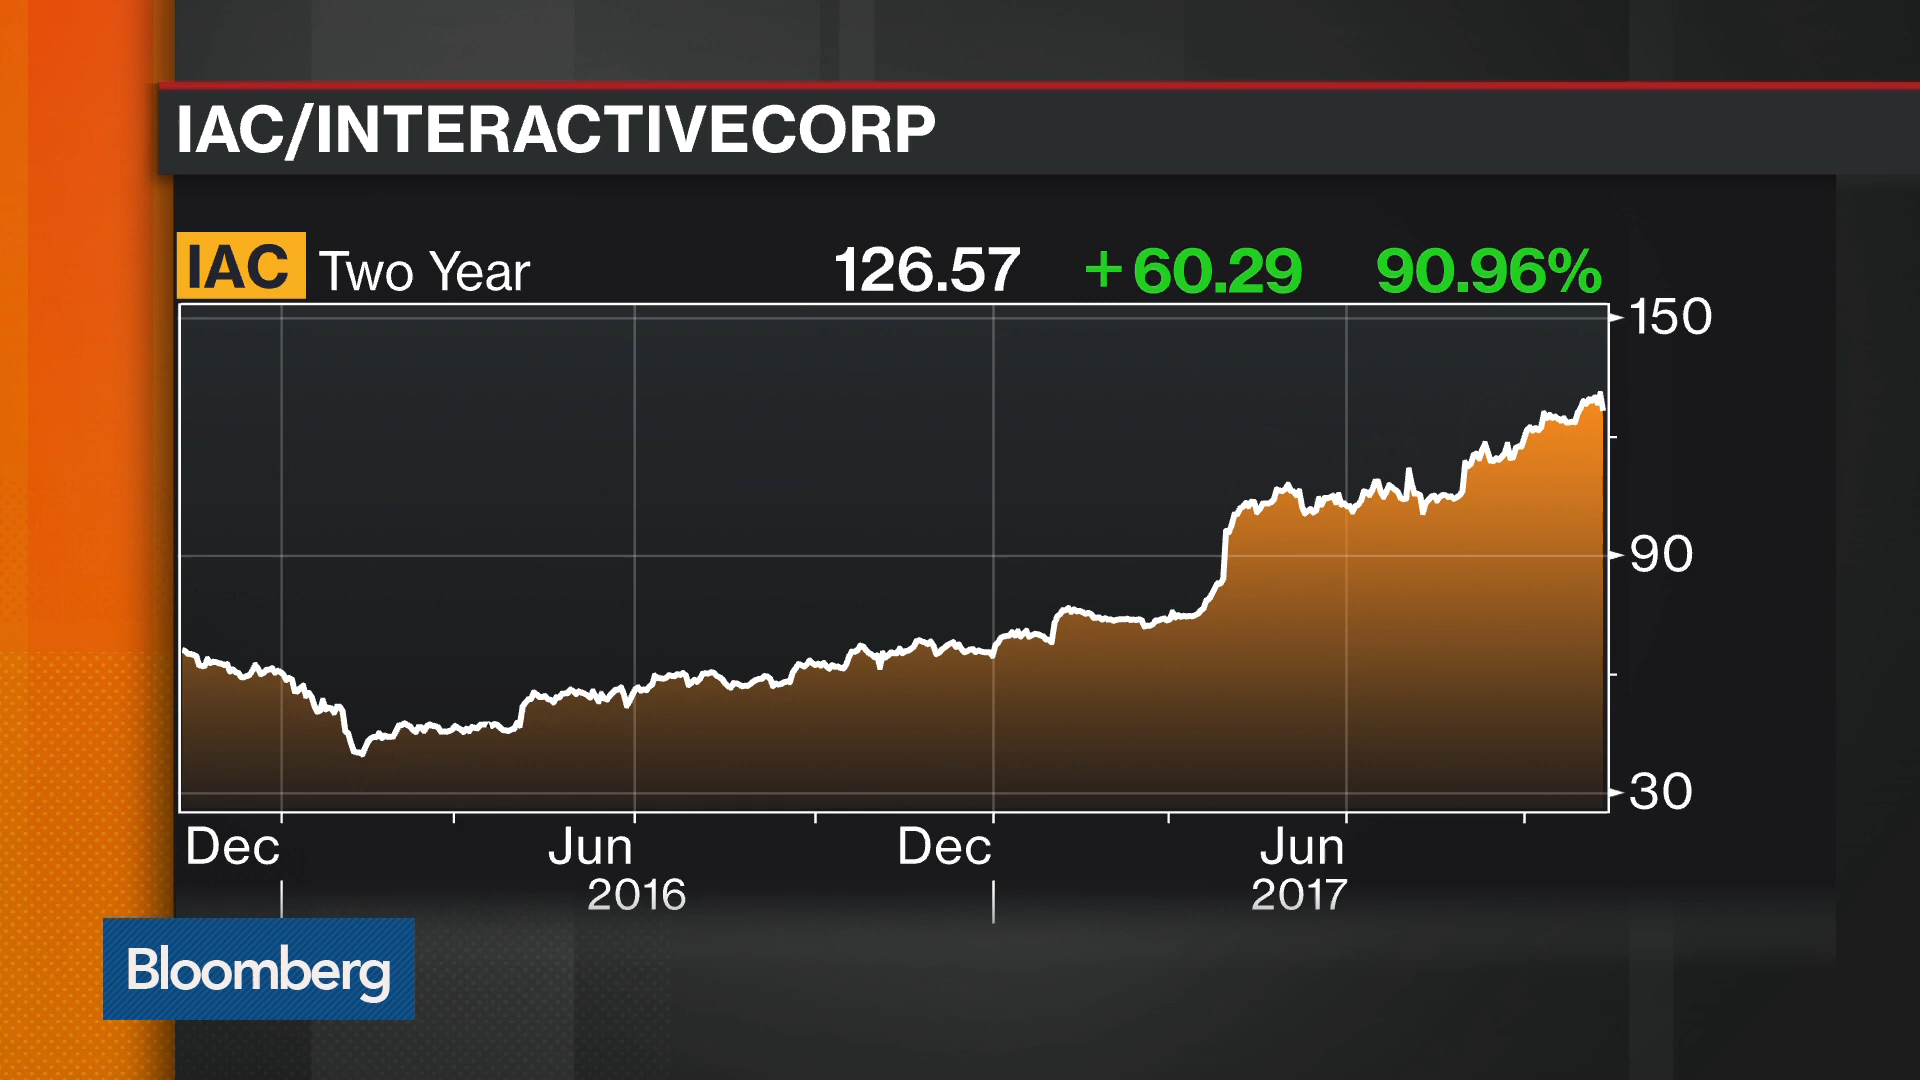 IAC/INTERACTIVECORP
IAC Two Year 126.57 +60.29 90.96%
150
90
30
Dec Jun Dec Jun
2016 2017
Bloomberg